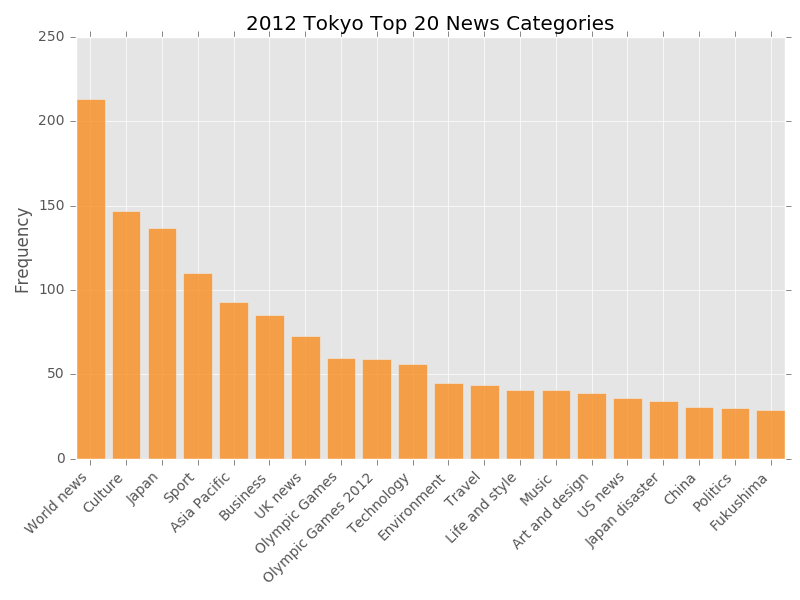 2012 Tokyo Top 20 News Categories
250
200
150
100
50
0
Frequency
World news
Culture
Japan
Sport
Asia Pacific
Business
UK news
Olympic Games
Olympic Games 2012
Technology
Environment
Travel
Life and style
Music
Art and design
US news
Japan disaster
China
Politics
Fukushima